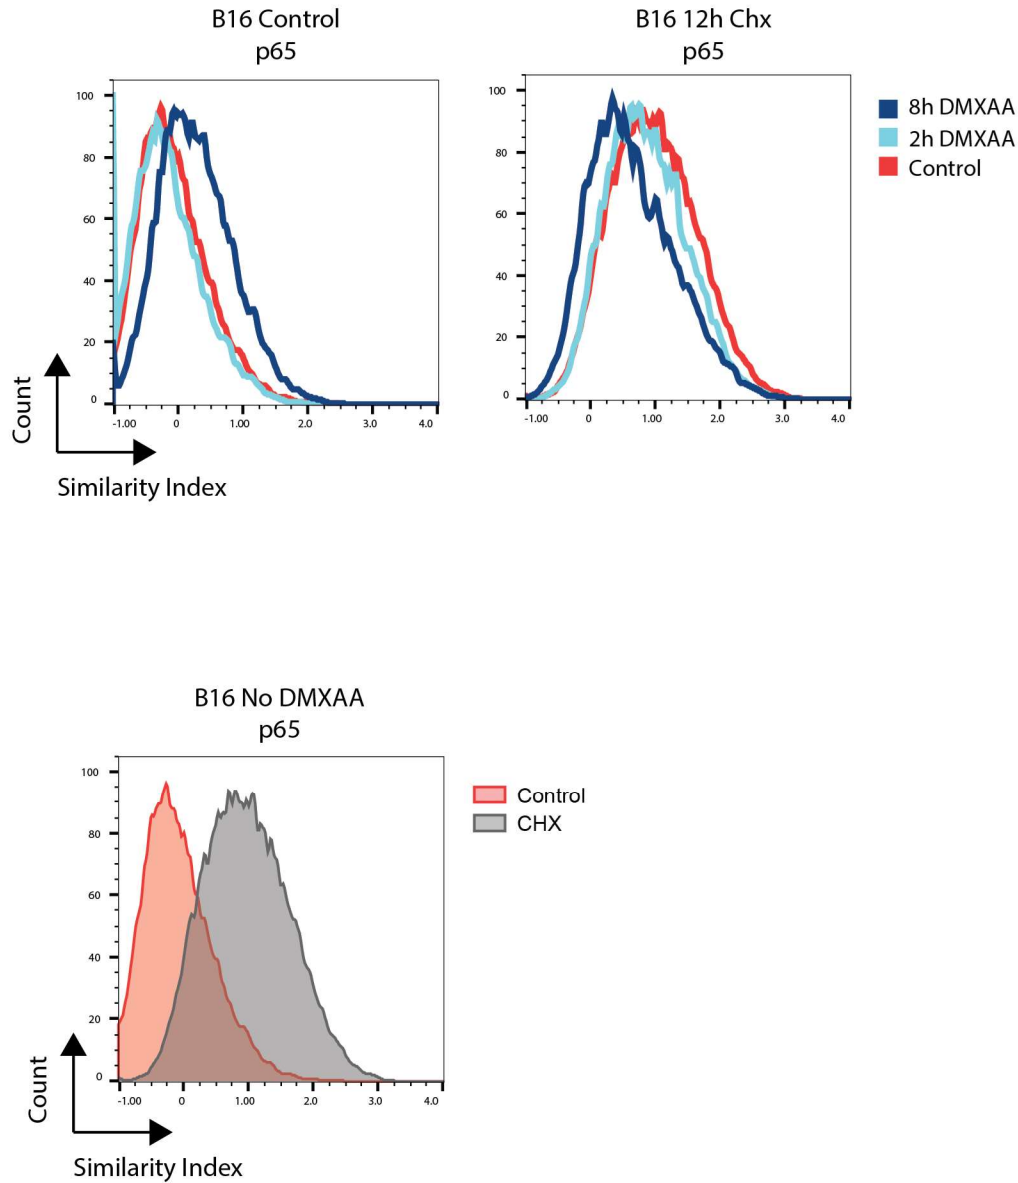 B16 Control
p65
100
80
60
40
20
0
-1.00 0 1.00 2.0 3.0 4.0
Count
Similarity Index
B16 12h Chx
p65
100
80
60
40
20
0
-1.00 0 1.00 2.0 3.0 4.0
8h DMXAA
2h DMXAA
Control
B16 No DMXAA
p65
100
80
60
40
20
0
-1.00 0 1.00 2.0 3.0 4.0
Count
Similarity Index
Control
CHX